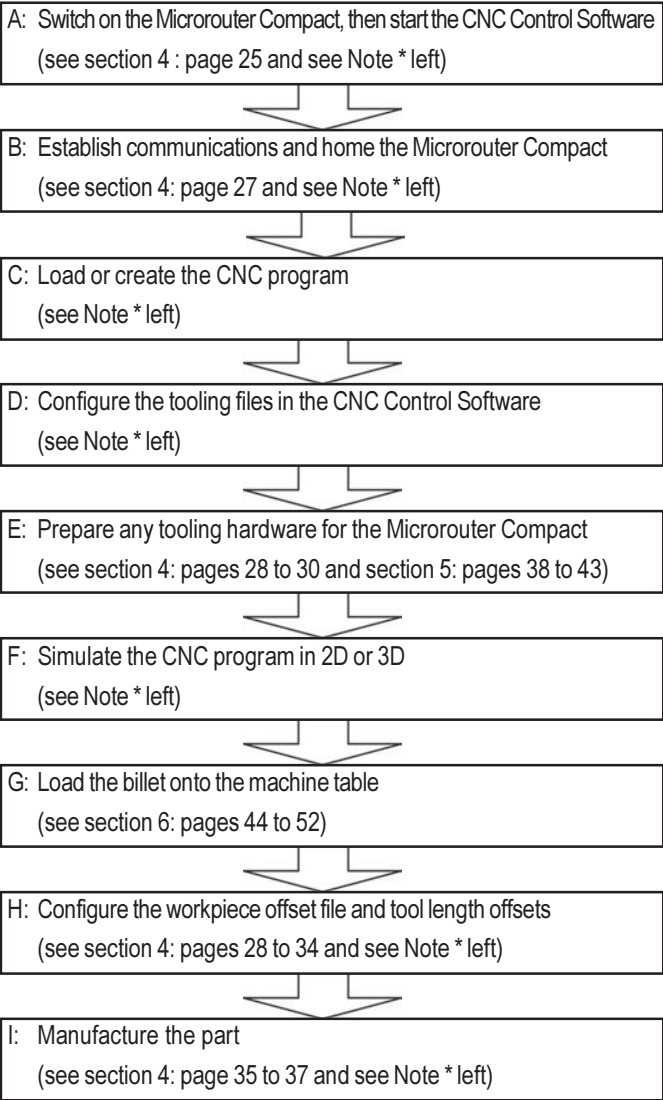 A: Switch on the Microrouter Compact, then start the CNC Control Software
(see section 4 : page 25 and see Note * left)
B: Establish communications and home the Microrouter Compact
(see section 4: page 27 and see Note * left)
C: Load or create the CNC program
(see Note * left)
D: Configure the tooling files in the CNC Control Software
(see Note * left)
E: Prepare any tooling hardware for the Microrouter Compact
(see section 4: pages 28 to 30 and section 5: pages 38 to 43)
F: Simulate the CNC program in 2D or 3D
(see Note * left)
G: Load the billet onto the machine table
(see section 6: pages 44 to 52)
H: Configure the workpiece offset file and tool length offsets
(see section 4: pages 28 to 34 and see Note * left)
I: Manufacture the part
(see section 4: page 35 to 37 and see Note * left)